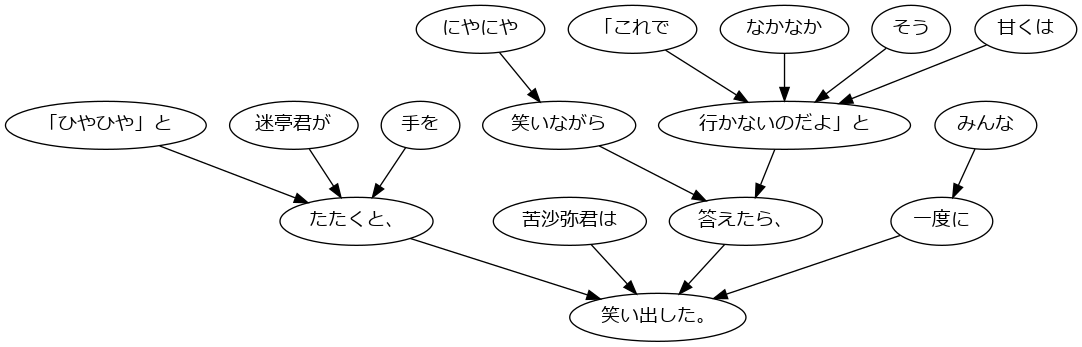 にやにや 「これで なかなか そう 甘くは
「ひやひや」と 迷亭君が 手を 笑いながら 行かないのだよ」と みんな
たたくと、 苦沙弥君は 答えたら、 一度に
笑い出した。